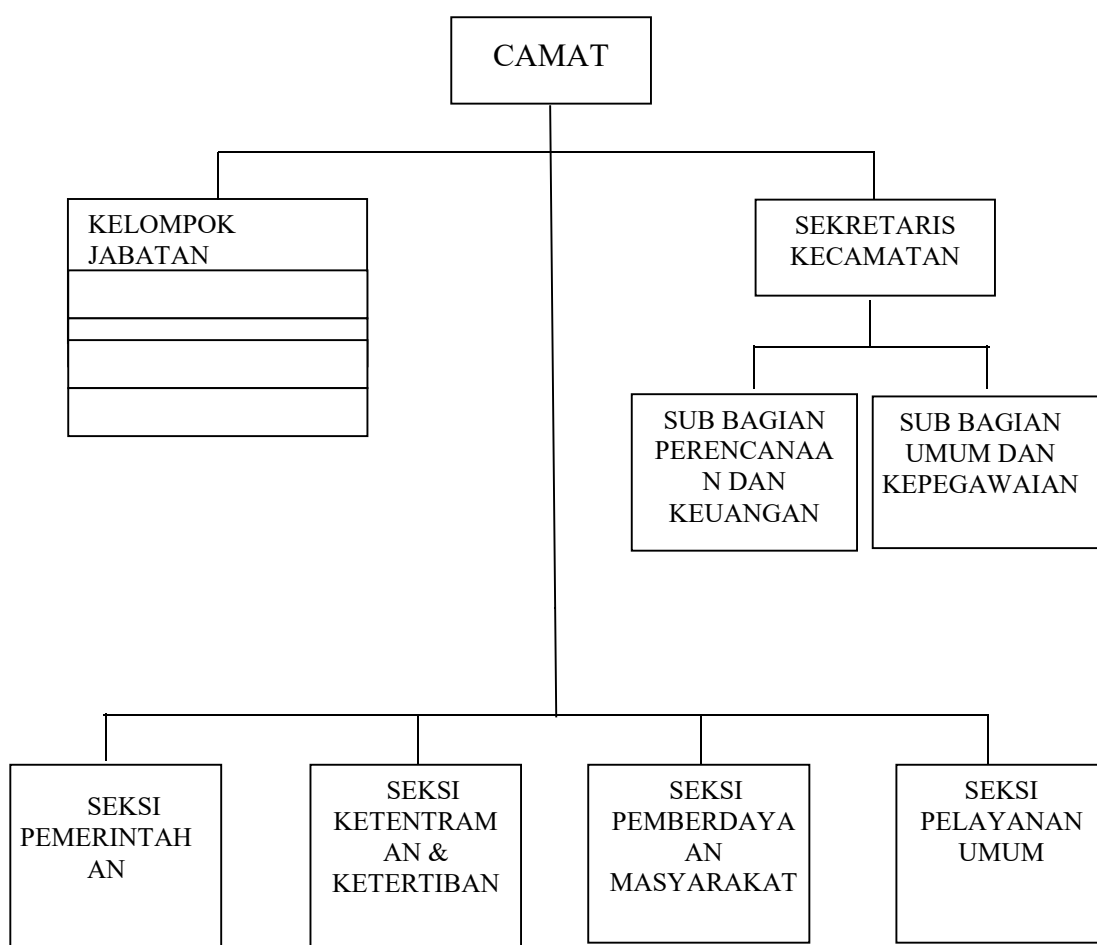 CAMAT
KELOMPOK
JABATAN
SEKRETARIS
KECAMATAN
SUB BAGIAN
PERENCANAA
N DAN
KEUANGAN
SUB BAGIAN
UMUM DAN
KEPEGAWAIAN
SEKSI
PEMERINTAH
AN
SEKSI
KETENTRAM
AN &
KETERTIBAN
SEKSI
PEMBERDAYA
AN
MASYARAKAT
SEKSI
PELAYANAN
UMUM